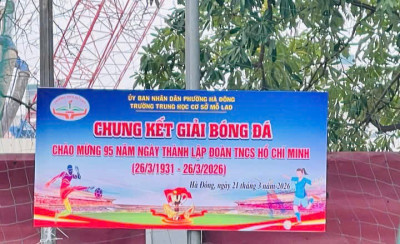 ỦY BAN NHÂN DÂN PHƯỜNG HÀ ĐÔNG
TRƯỜNG TRUNG HỌC CƠ SỞ MỖ LAO
CHUNG KẾT GIẢI BÓNG ĐÁ
CHÀO MỪNG 95 NĂM NGÀY THÀNH LẬP ĐOÀN TNCS HỒ CHÍ MINH
(26/3/1931 - 26/3/2026)
Hà Đông, ngày 21 tháng 3 năm 2026